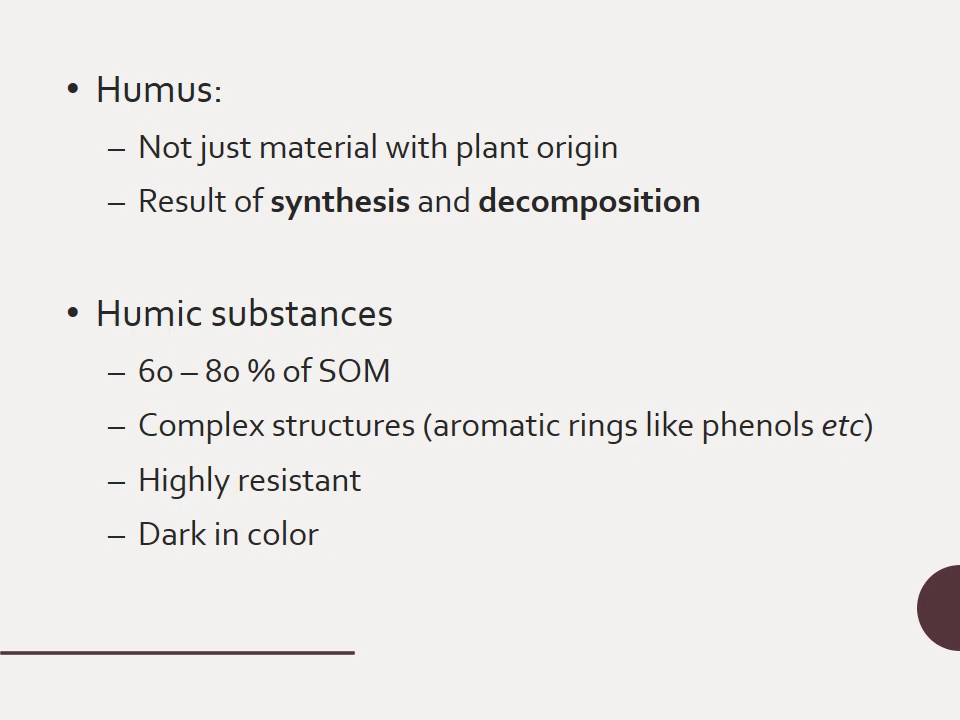 • Humus:
– Not just material with plant origin
– Result of synthesis and decomposition
• Humic substances
– 60 – 80 % of SOM
– Complex structures (aromatic rings like phenols etc)
– Highly resistant
– Dark in color